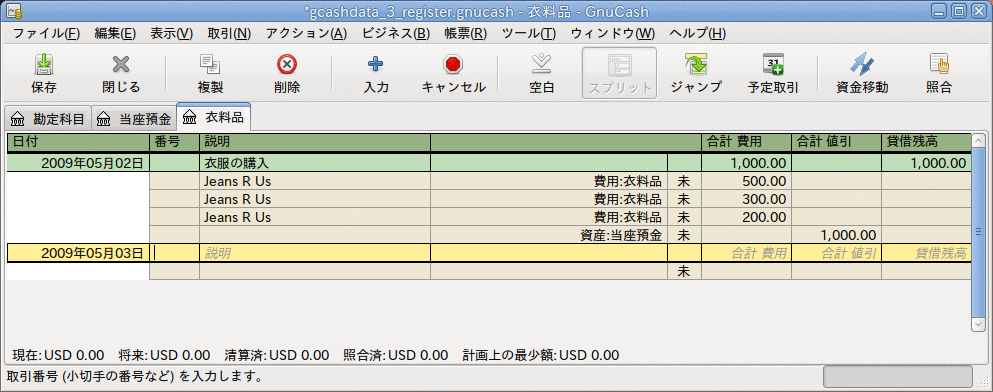 *gcashdata_3_register.gnucash - 衣料品 - GnuCash
ファイル(F) 編集(E) 表示(V) 取引(N) アクション(A) ビジネス(B) 帳票(R) ツール(T) ウィンドウ(W) ヘルプ(H)
保存 閉じる 複製 削除 入力 キャンセル 空白 スプリット ジャンプ 予定取引 資金移動 照合
勘定科目 当座預金 衣料品
日付 番号 説明 合計 費用 合計 値引 貸借残高
2009年05月02日 衣服の購入 1,000.00 1,000.00
Jeans R Us 費用:衣料品 未 500.00
Jeans R Us 費用:衣料品 未 300.00
Jeans R Us 費用:衣料品 未 200.00
資産:当座預金 未 1,000.00
2009年05月03日 説明 合計 費用 合計 値引 貸借残高
未
現在: USD 0.00 将来: USD 0.00 清算済: USD 0.00 照合済: USD 0.00 計画上の最少額: USD 0.00
取引番号 (小切手の番号など) を入力します。